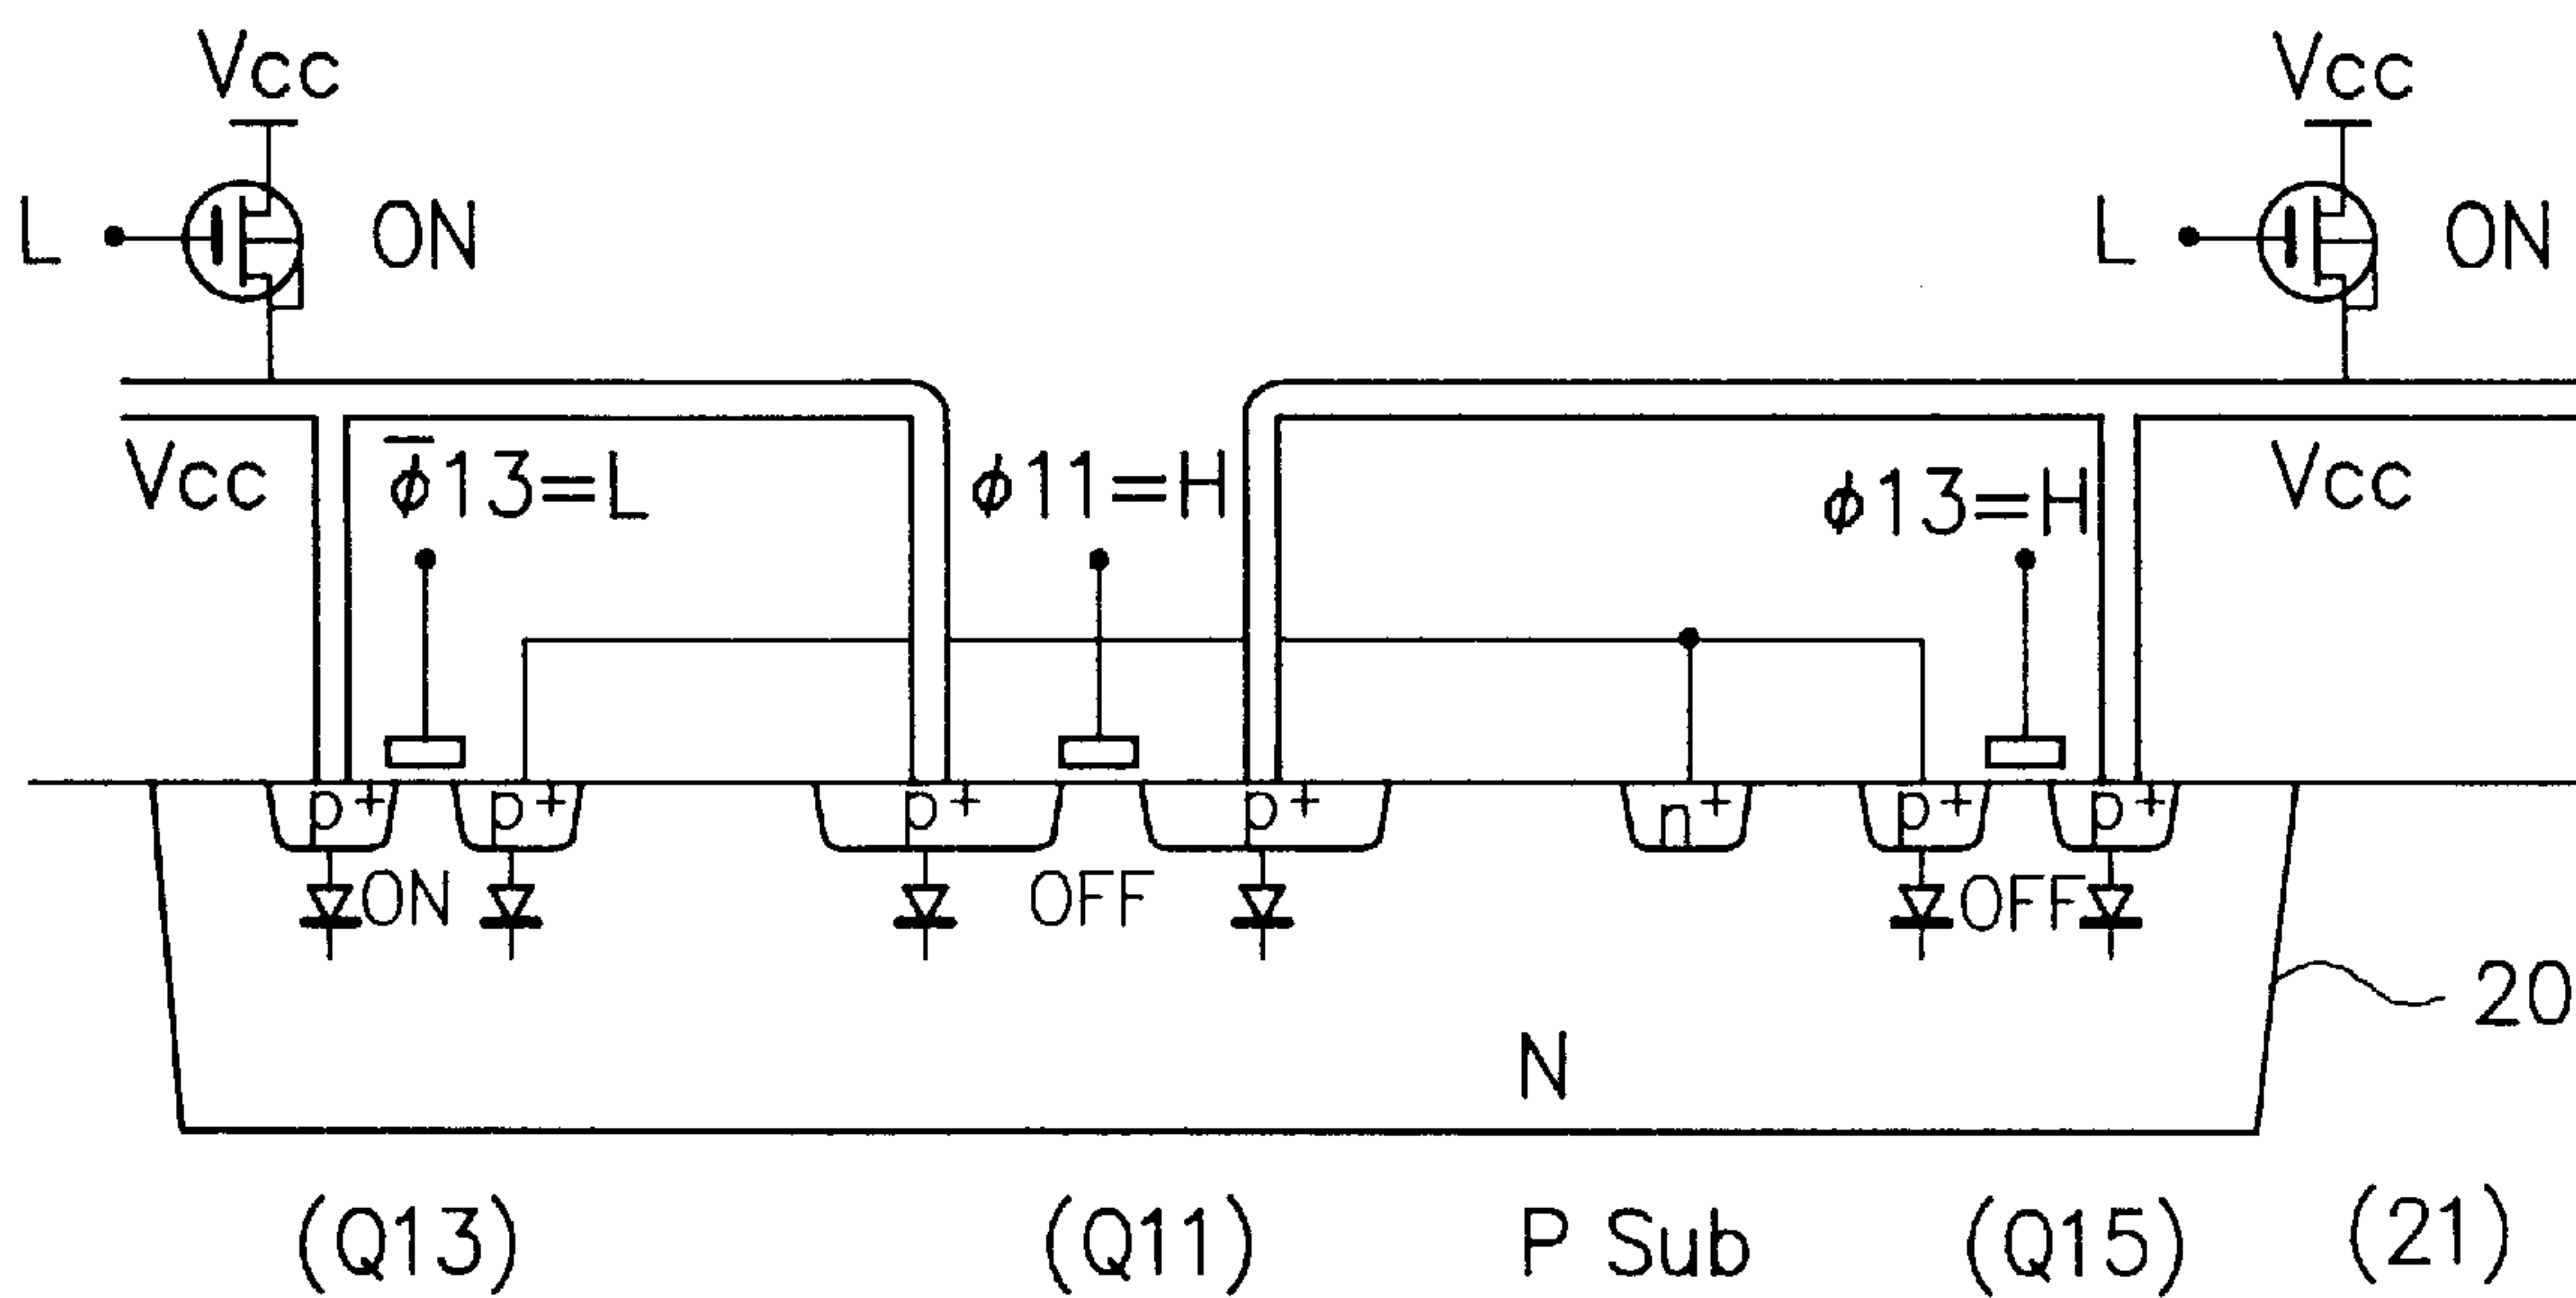 Vcc Vcc
L ON L ON
Vcc φ̅13=L φ11=H φ13=H Vcc
p+ p+ p+ p+ n+ p+ p+
ON OFF OFF
20
N
(Q13) (Q11) P Sub (Q15) (21)